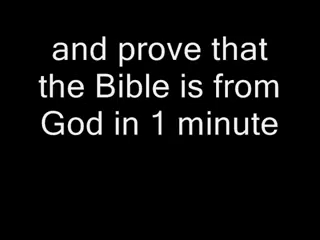 and prove that
the Bible is from
God in 1 minute